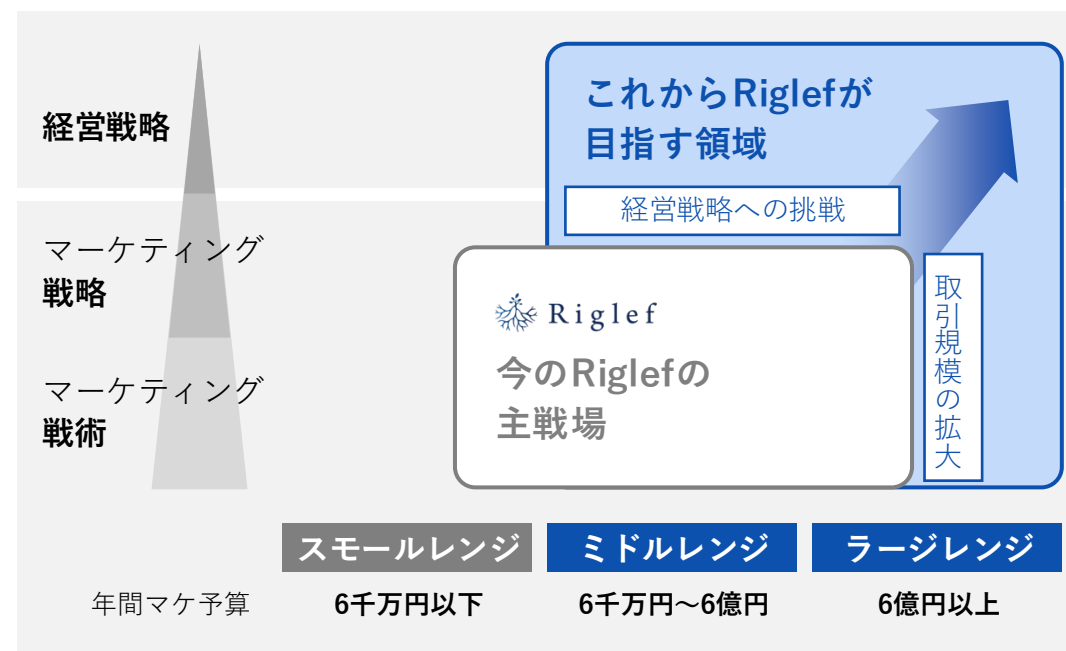 経営戦略
マーケティング
戦略
マーケティング
戦術
これからRiglefが
目指す領域
経営戦略への挑戦
Riglef
今のRiglefの
主戦場
取引規模の拡大
スモールレンジ
ミドルレンジ
ラージレンジ
年間マケ予算
6千万円以下
6千万円～6億円
6億円以上